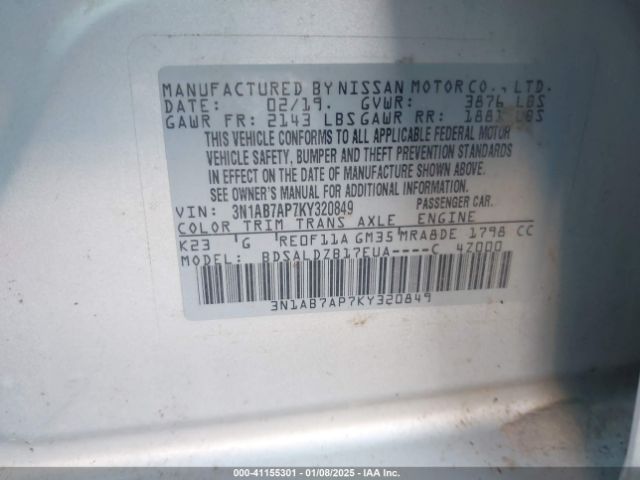 MANUFACTURED BY NISSAN MOTOR CO., LTD.
DATE: 02/19. GVWR: 3876 LBS
GAWR FR: 2143 LBS GAWR RR: 1881 LBS
THIS VEHICLE CONFORMS TO ALL APPLICABLE FEDERAL MOTOR
VEHICLE SAFETY, BUMPER AND THEFT PREVENTION STANDARDS
IN EFFECT ON THE DATE OF MANUFACTURE SHOWN ABOVE.
SEE OWNER'S MANUAL FOR ADDITIONAL INFORMATION.
VIN: 3N1AB7AP7KY320849 PASSENGER CAR.
COLOR TRIM TRANS AXLE ENGINE
K23 G RE0F11A GM35 MRA8DE 1798 CC
MODEL: BDSALDZB17EUA----C 4Z000
3N1AB7AP7KY320849
000-41155301 | 01/08/2025 | IAA Inc.